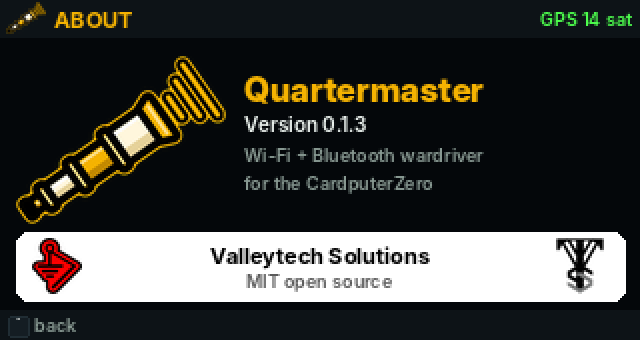 ABOUT
GPS 14 sat
Quartermaster
Version 0.1.3
Wi-Fi + Bluetooth wardriver
for the CardputerZero
Valleytech Solutions
MIT open source
back